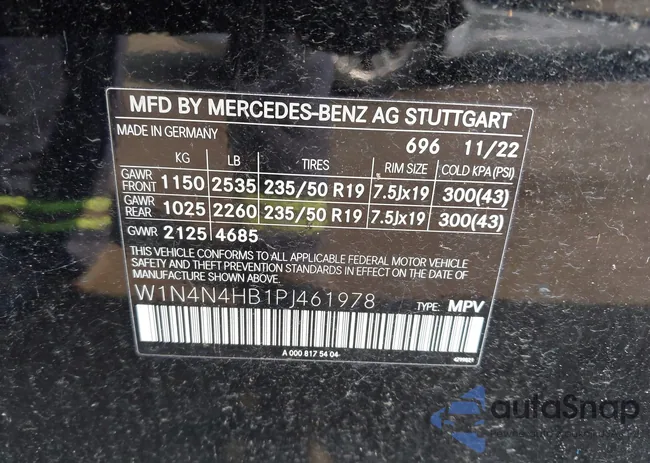 MFD BY MERCEDES-BENZ AG STUTTGART
MADE IN GERMANY 696 11/22
KG LB TIRES RIM SIZE COLD KPA (PSI)
GAWR FRONT 1150 2535 235/50 R19 7.5Jx19 300(43)
GAWR REAR 1025 2260 235/50 R19 7.5Jx19 300(43)
GVWR 2125 4685
THIS VEHICLE CONFORMS TO ALL APPLICABLE FEDERAL MOTOR VEHICLE
SAFETY AND THEFT PREVENTION STANDARDS IN EFFECT ON THE DATE
OF MANUFACTURE SHOWN ABOVE.
W1N4N4HB1PJ461978 TYPE: MPV
A 000 817 54 04
autoSnap